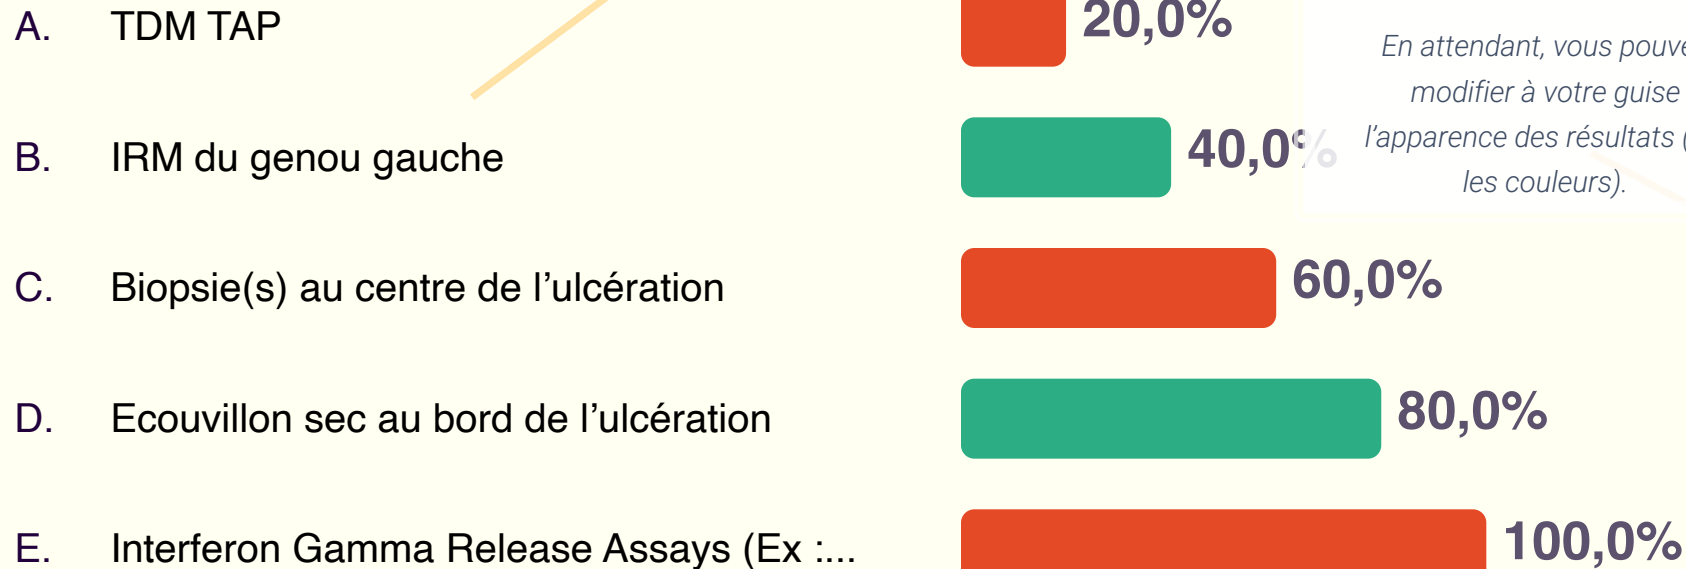 A. TDM TAP 20,0%
En attendant, vous
modifier à votre guise
l'apparence des résultats (
les couleurs).
B. IRM du genou gauche 40,0%
C. Biopsie(s) au centre de l'ulcération 60,0%
D. Ecouvillon sec au bord de l'ulcération 80,0%
E. Interferon Gamma Release Assays (Ex :... 100,0%